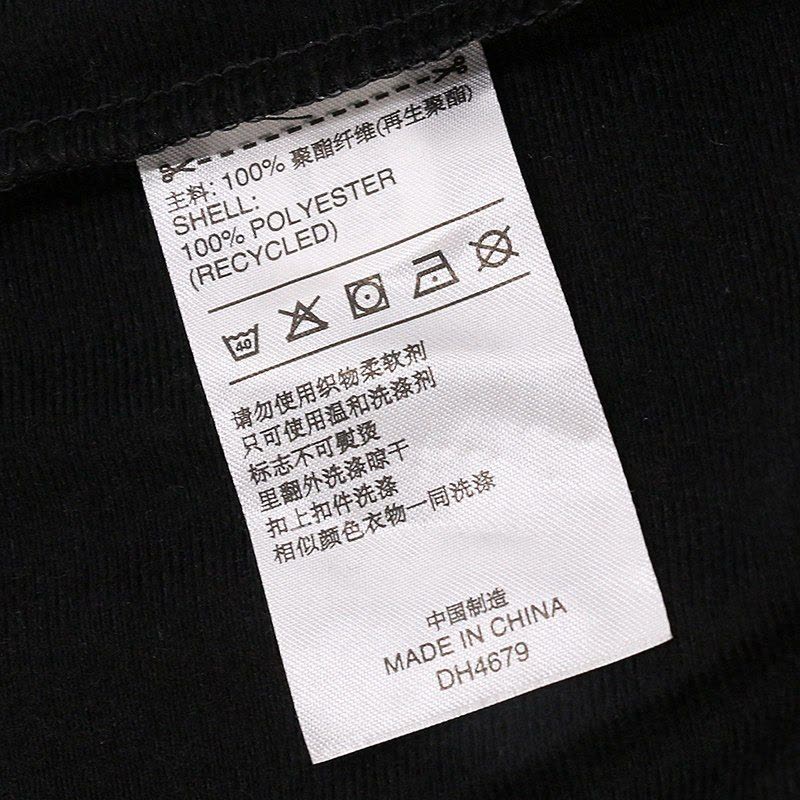 主料: 100% 聚酯纤维(再生聚酯)
SHELL:
100% POLYESTER
(RECYCLED)
40
请勿使用织物柔软剂
只可使用温和洗涤剂
标志不可熨烫
里翻外洗涤晾干
扣上扣件洗涤
相似颜色衣物一同洗涤
中国制造
MADE IN CHINA
DH4679